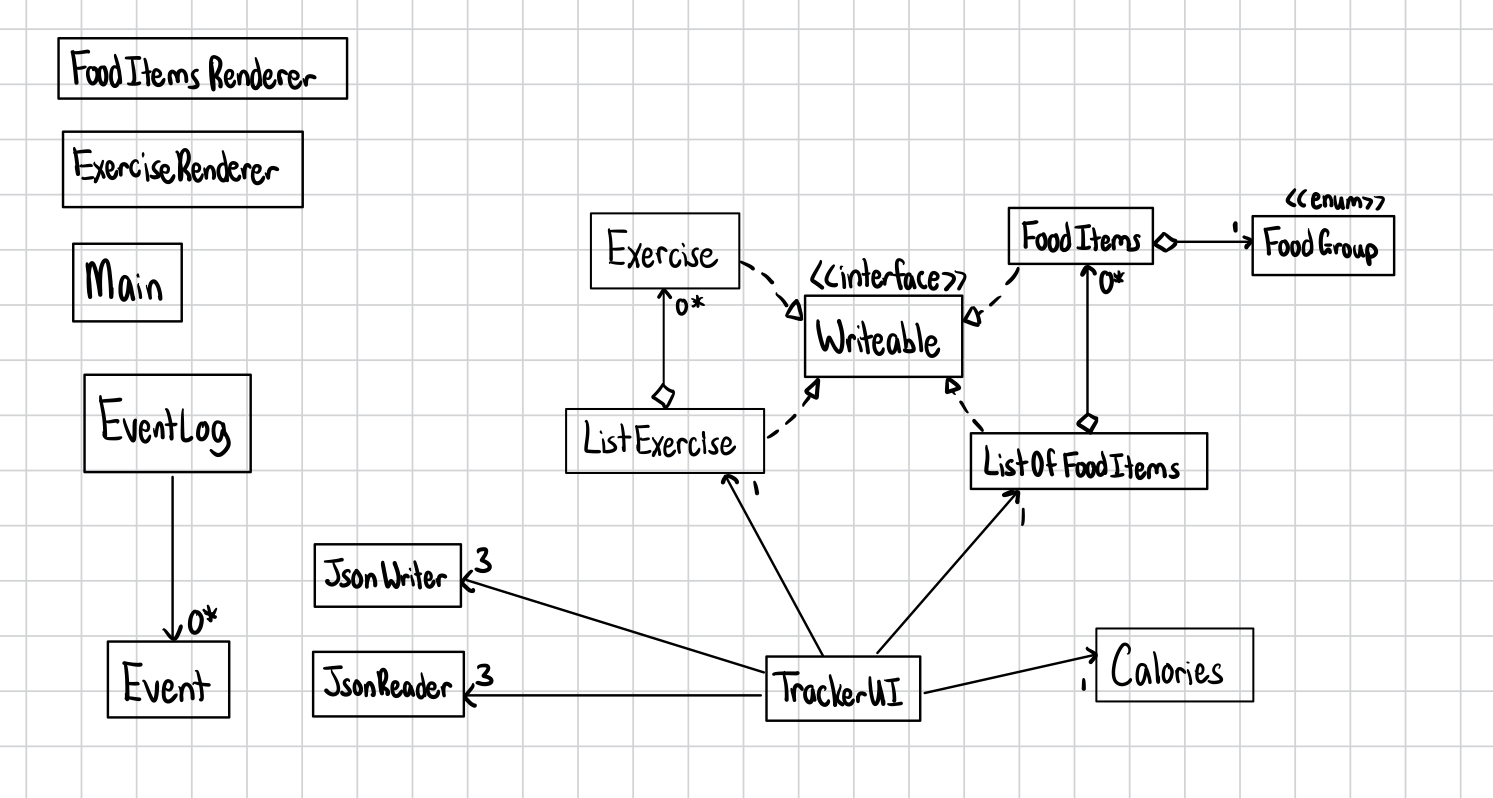 FoodItemsRenderer
ExerciseRenderer
<<enum>>
Exercise
FoodItems
1
FoodGroup
Main
<<interface>>
0*
0*
Writeable
EventLog
ListExercise
ListOfFoodItems
1
1
JsonWriter
3
0*
Event
JsonReader
3
TrackerUI
1
Calories